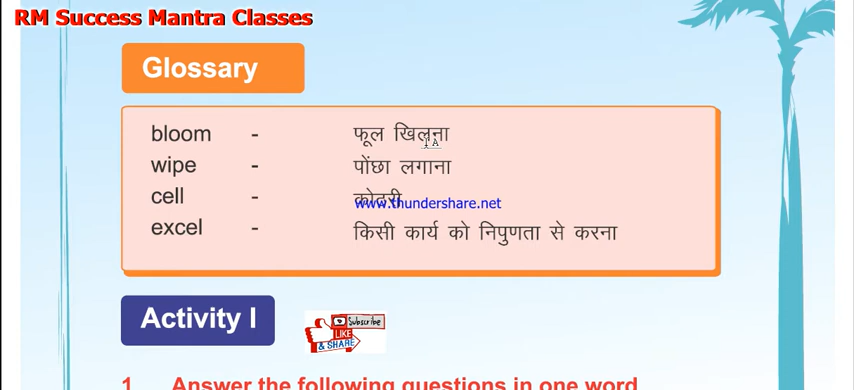 RM Success Mantra Classes
Glossary
bloom - फूल खिलना
wipe - पोंछा लगाना
cell - कोठरी
www.thundershare.net
excel - किसी कार्य को निपुणता से करना
Activity I
Subscribe
LIKE
& SHARE
1. Answer the following questions in one word